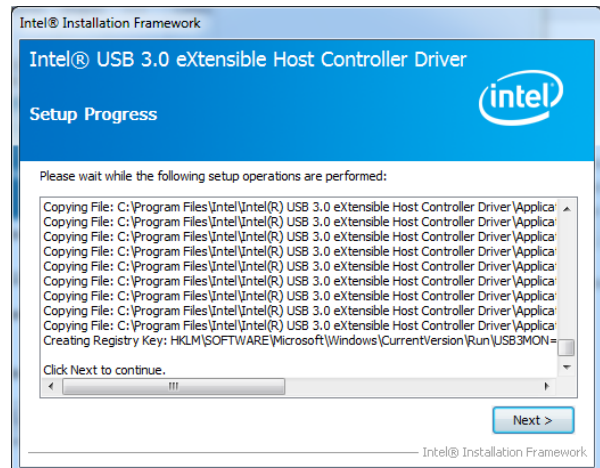 Intel® Installation Framework
Intel® USB 3.0 eXtensible Host Controller Driver
intel
Setup Progress
Please wait while the following setup operations are performed:
Copying File: C:\Program Files\Intel\Intel(R) USB 3.0 eXtensible Host Controller Driver\Applica
Copying File: C:\Program Files\Intel\Intel(R) USB 3.0 eXtensible Host Controller Driver\Applica
Copying File: C:\Program Files\Intel\Intel(R) USB 3.0 eXtensible Host Controller Driver\Applica
Copying File: C:\Program Files\Intel\Intel(R) USB 3.0 eXtensible Host Controller Driver\Applica
Copying File: C:\Program Files\Intel\Intel(R) USB 3.0 eXtensible Host Controller Driver\Applica
Copying File: C:\Program Files\Intel\Intel(R) USB 3.0 eXtensible Host Controller Driver\Applica
Copying File: C:\Program Files\Intel\Intel(R) USB 3.0 eXtensible Host Controller Driver\Applica
Copying File: C:\Program Files\Intel\Intel(R) USB 3.0 eXtensible Host Controller Driver\Applica
Copying File: C:\Program Files\Intel\Intel(R) USB 3.0 eXtensible Host Controller Driver\Applica
Creating Registry Key: HKLM\SOFTWARE\Microsoft\Windows\CurrentVersion\Run\USB3MON=
Click Next to continue.
Next >
Intel® Installation Framework